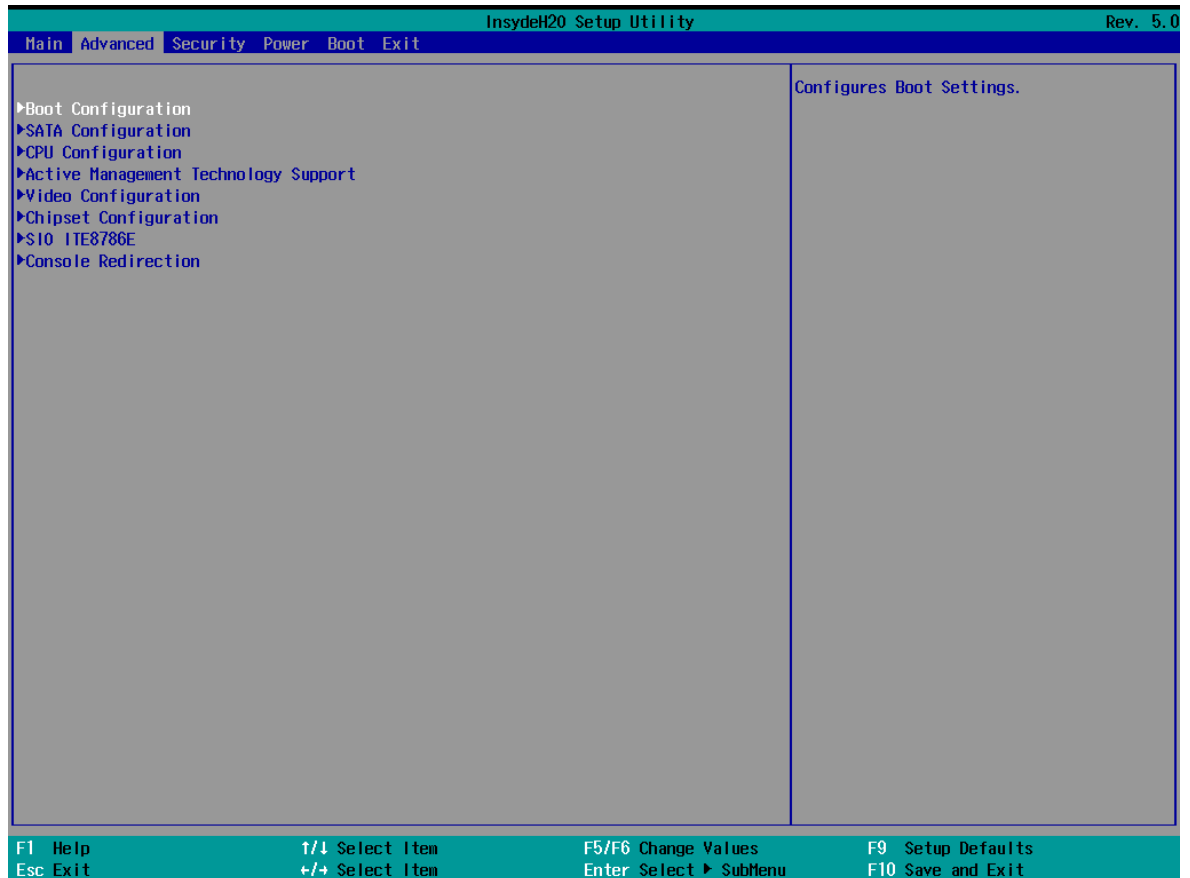 InsydeH20 Setup Utility Rev. 5.0
Main Advanced Security Power Boot Exit
Configures Boot Settings.
▶Boot Configuration
▶SATA Configuration
▶CPU Configuration
▶Active Management Technology Support
▶Video Configuration
▶Chipset Configuration
▶SIO ITE8786E
▶Console Redirection
F1 Help ↑/↓ Select Item F5/F6 Change Values F9 Setup Defaults
Esc Exit ←/→ Select Item Enter Select ▶ SubMenu F10 Save and Exit